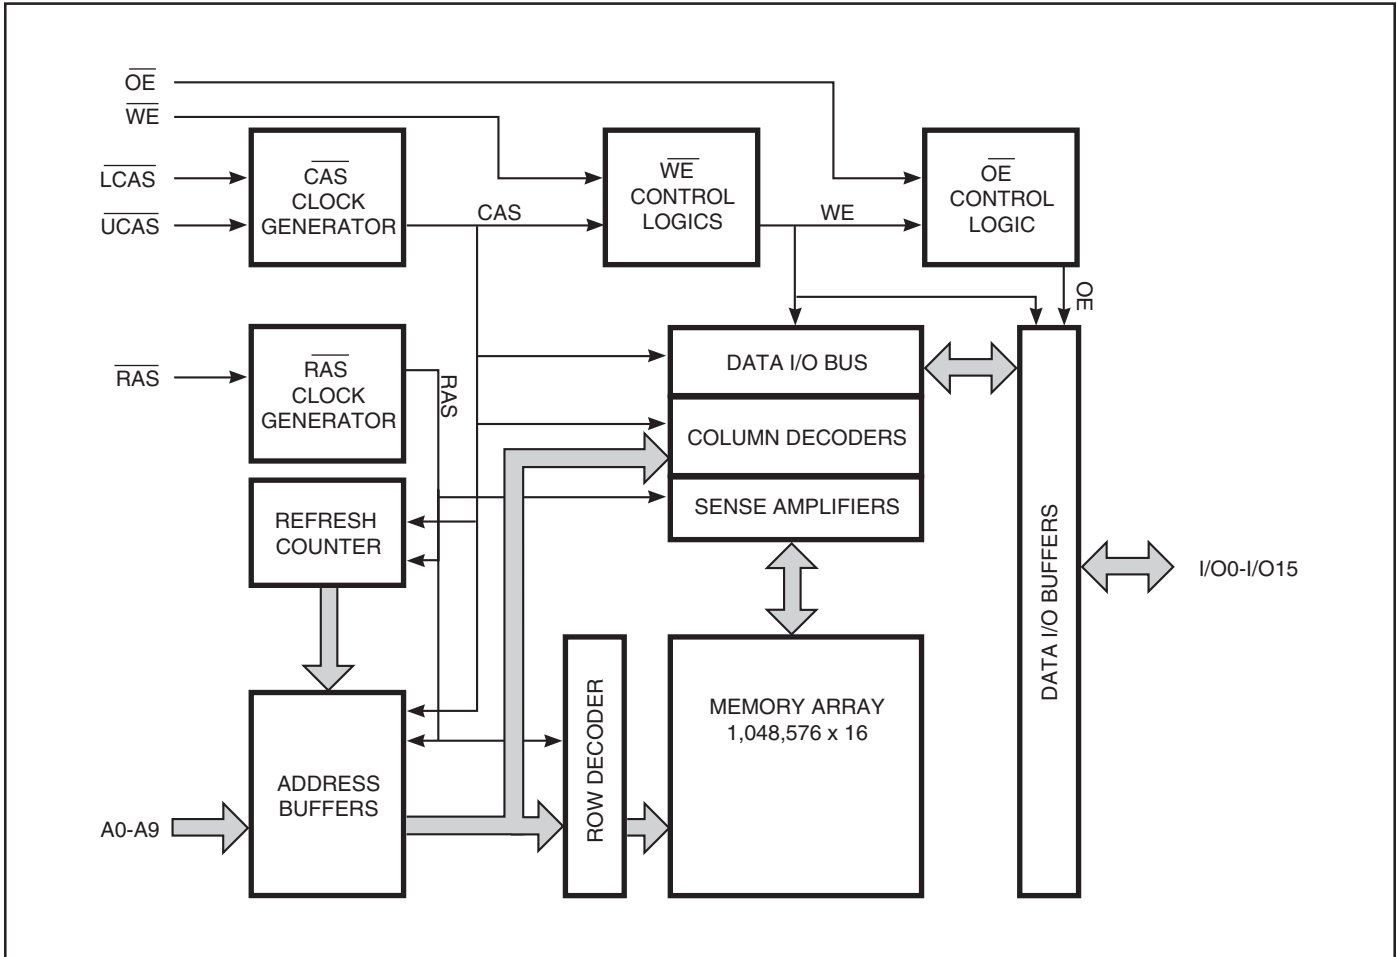 OE
WE
LCAS
UCAS
CAS
CLOCK
GENERATOR
CAS
WE
CONTROL
LOGICS
WE
OE
CONTROL
LOGIC
OE
RAS
RAS
CLOCK
GENERATOR
RAS
DATA I/O BUS
COLUMN DECODERS
SENSE AMPLIFIERS
REFRESH
COUNTER
DATA I/O BUFFERS
I/O0-I/O15
ADDRESS
BUFFERS
A0-A9
ROW DECODER
MEMORY ARRAY
1,048,576 x 16